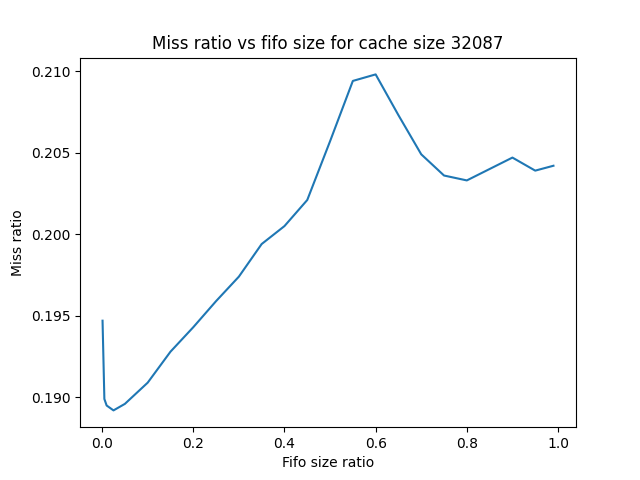 Miss ratio vs fifo size for cache size 32087
0.210
0.205
0.200
0.195
0.190
Miss ratio
0.0 0.2 0.4 0.6 0.8 1.0
Fifo size ratio